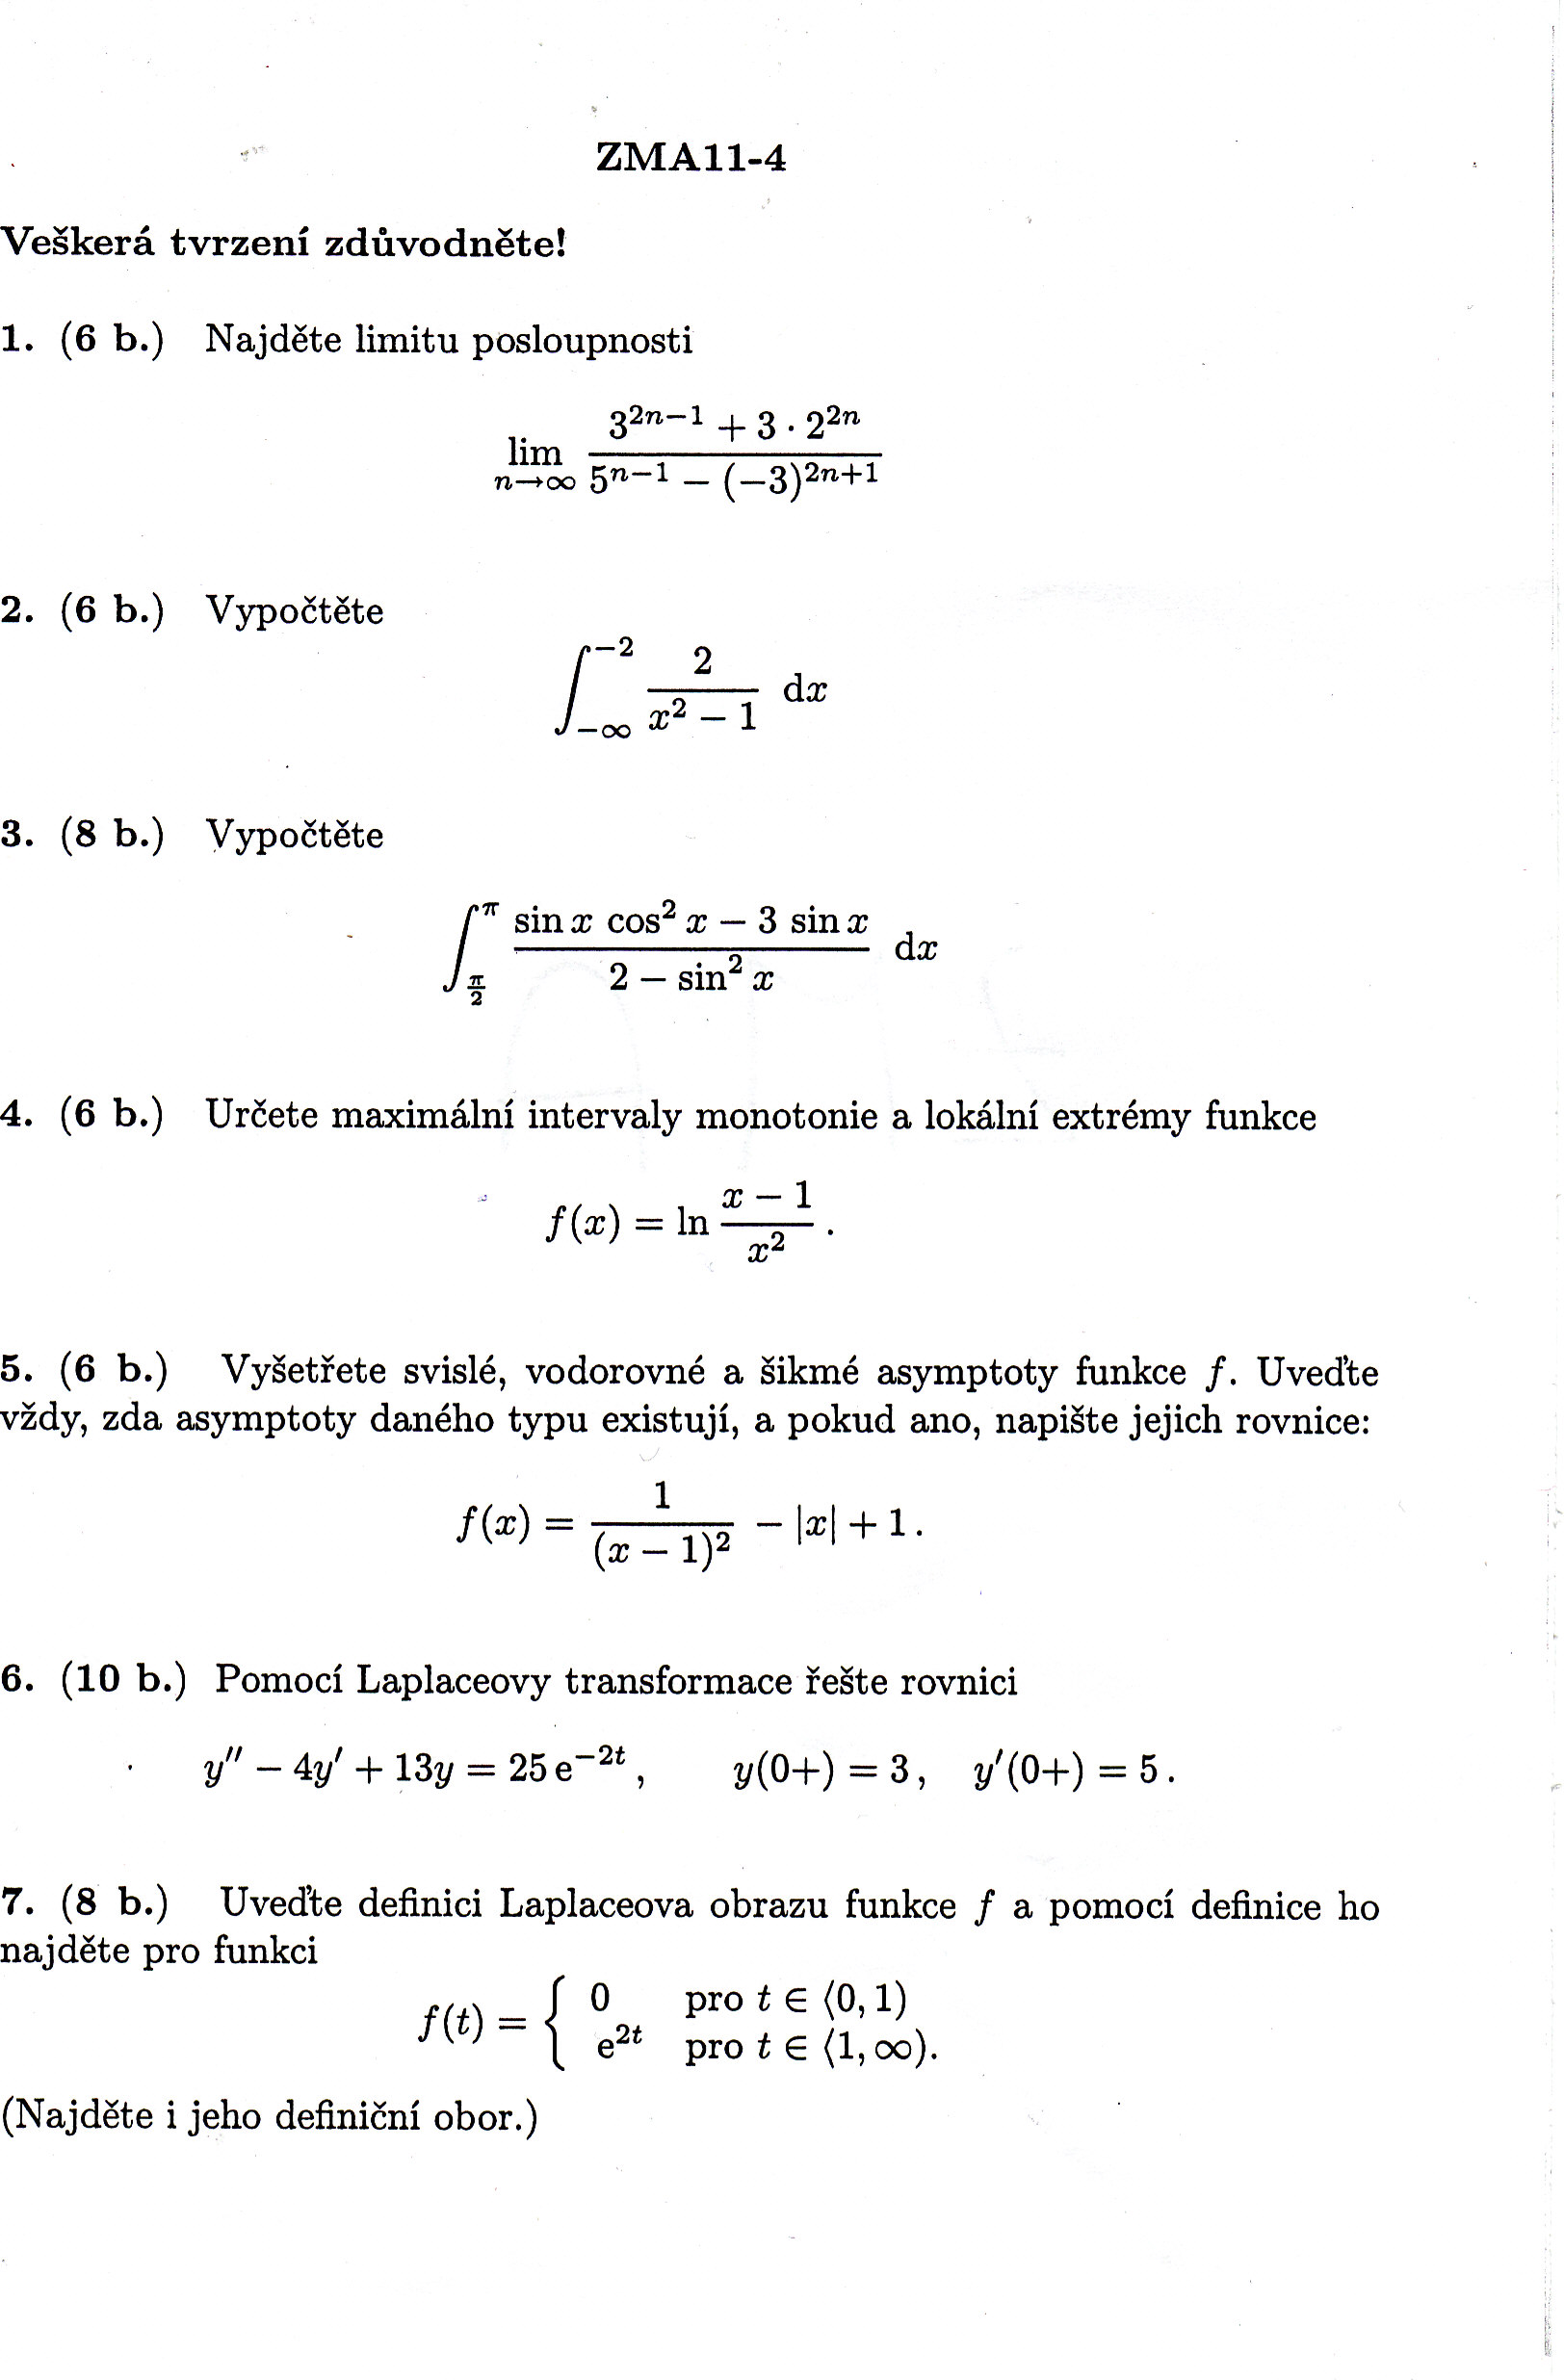 ZMA11-4
Veškerá tvrzení zdůvodněte!
1. (6 b.) Najděte limitu posloupnosti
$\lim_{n\to\infty} \frac{3^{2n-1} + 3 \cdot 2^{2n}}{5^{n-1} - (-3)^{2n+1}}$
2. (6 b.) Vypočtěte
$\int_{-\infty}^{-2} \frac{2}{x^2 - 1} \, \mathrm{d}x$
3. (8 b.) Vypočtěte
$\int_{\frac{\pi}{2}}^{\pi} \frac{\sin x \cos^2 x - 3 \sin x}{2 - \sin^2 x} \, \mathrm{d}x$
4. (6 b.) Určete maximální intervaly monotonie a lokální extrémy funkce
$f(x) = \ln \frac{x - 1}{x^2}.$
5. (6 b.) Vyšetřete svislé, vodorovné a šikmé asymptoty funkce $f$. Uveďte
vždy, zda asymptoty daného typu existují, a pokud ano, napište jejich rovnice:
$f(x) = \frac{1}{(x - 1)^2} - |x| + 1.$
6. (10 b.) Pomocí Laplaceovy transformace řešte rovnici
$y'' - 4y' + 13y = 25\,\mathrm{e}^{-2t}, \quad y(0+) = 3, \quad y'(0+) = 5.$
7. (8 b.) Uveďte definici Laplaceova obrazu funkce $f$ a pomocí definice ho
najděte pro funkci
$f(t) = \begin{cases} 0 & \text{pro } t \in \langle 0, 1) \\ \mathrm{e}^{2t} & \text{pro } t \in \langle 1, \infty). \end{cases}$
(Najděte i jeho definiční obor.)